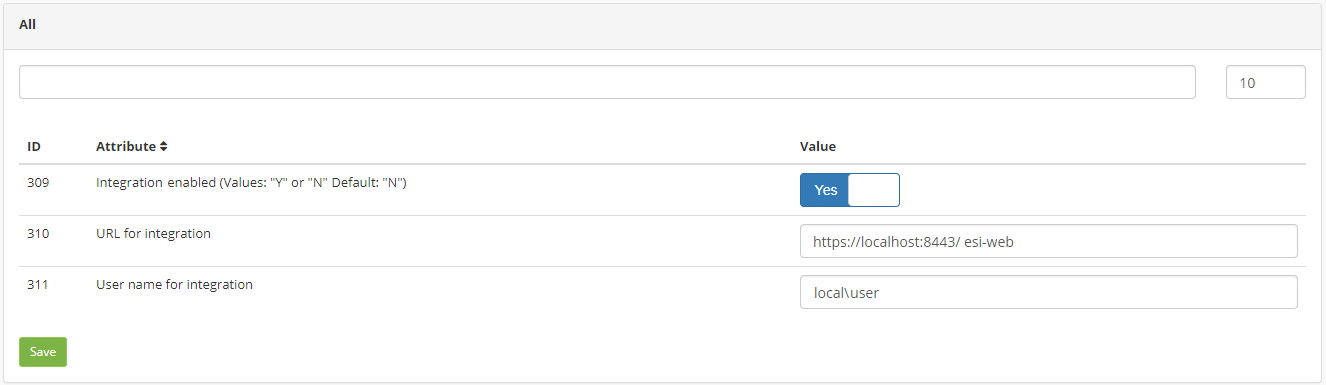 All
10
ID Attribute Value
309 Integration enabled (Values: "Y" or "N" Default: "N") Yes
310 URL for integration https://localhost:8443/ esi-web
311 User name for integration local\user
Save